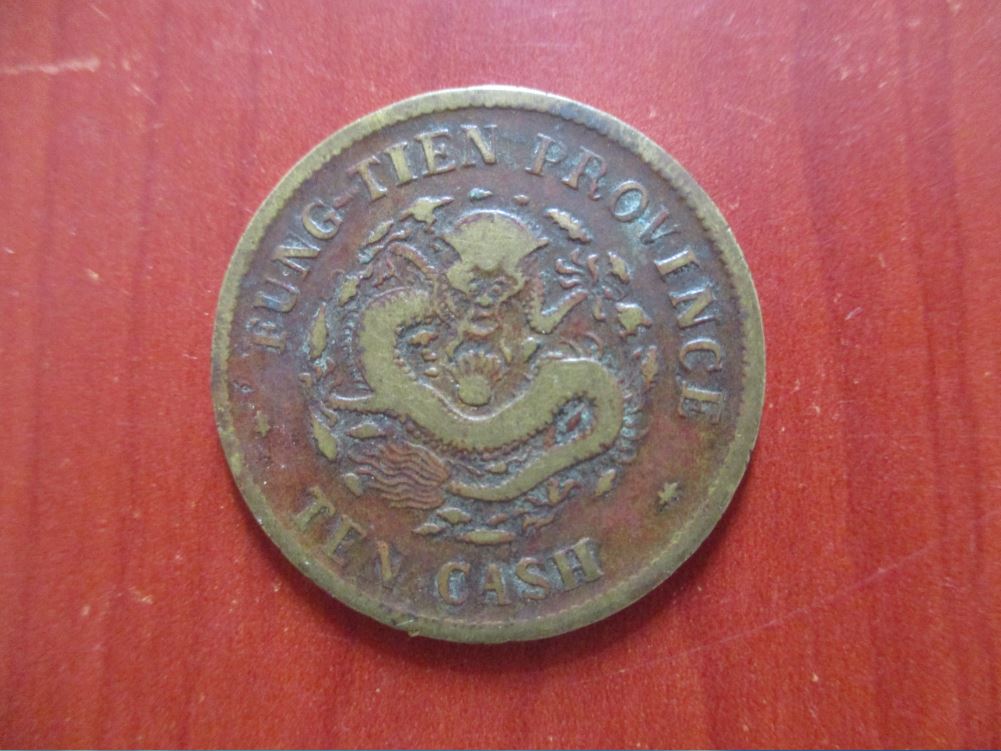 FUNG-TIEN PROVINCE
TEN CASH